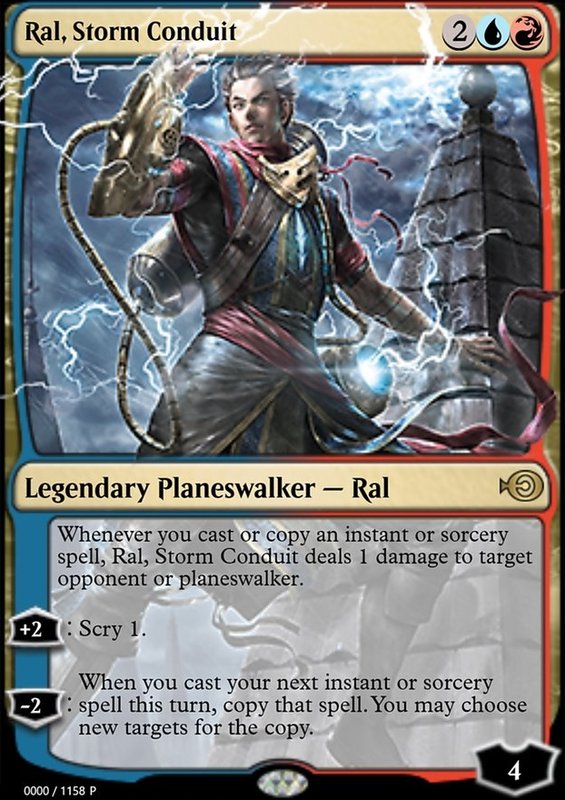 Ral, Storm Conduit 2
Legendary Planeswalker — Ral
Whenever you cast or copy an instant or sorcery
spell, Ral, Storm Conduit deals 1 damage to target
opponent or planeswalker.
+2 : Scry 1.
When you cast your next instant or sorcery
-2 : spell this turn, copy that spell. You may choose
new targets for the copy.
4
0000 / 1158 P